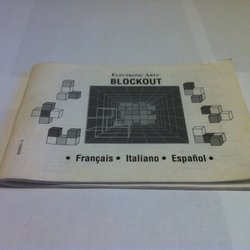 ELECTRONIC ARTS®
BLOCKOUT
• Français • Italiano • Español •